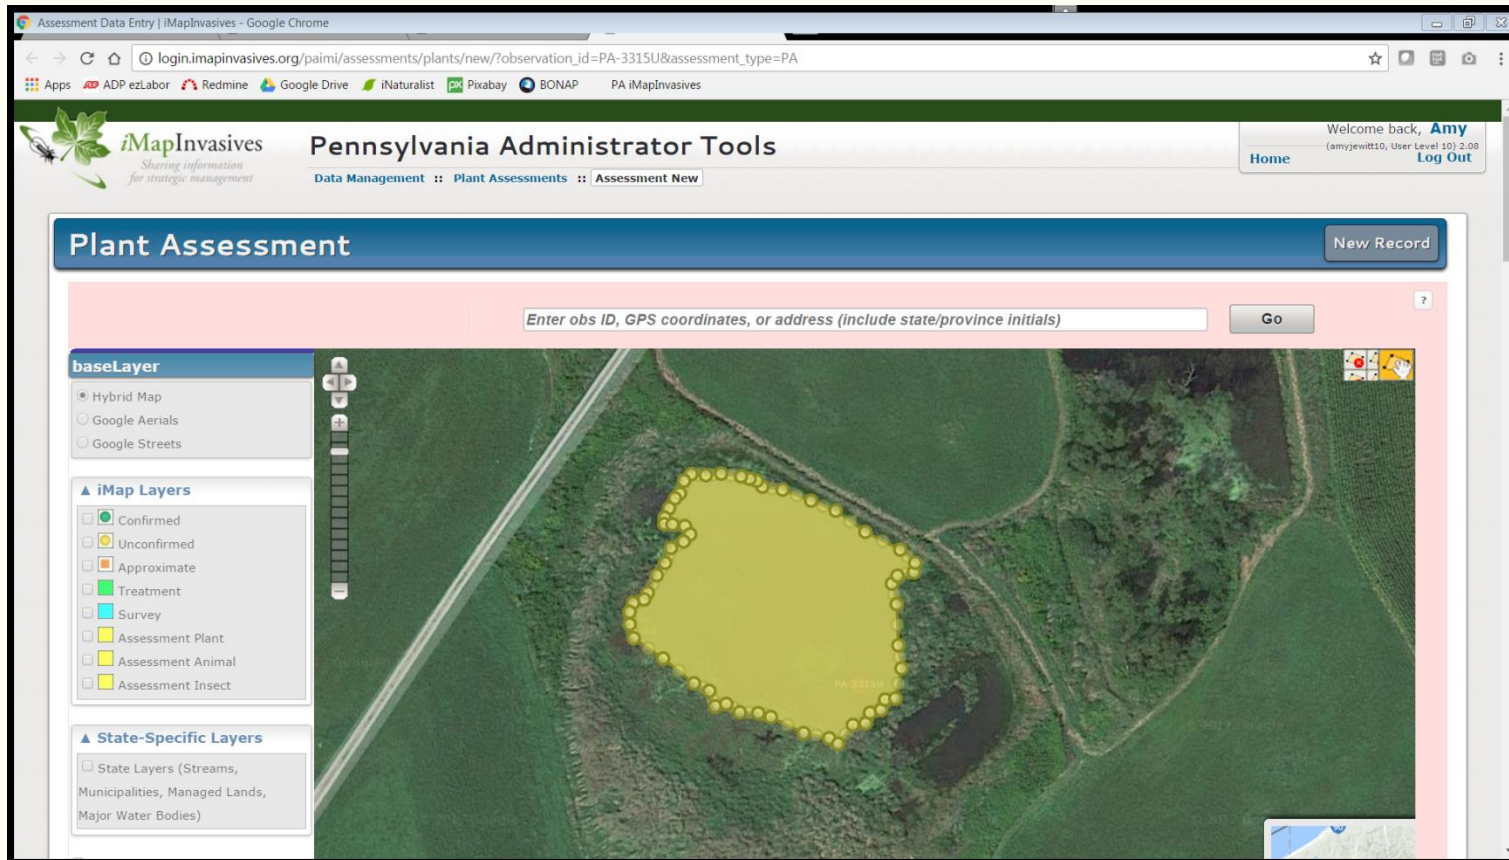 Assessment Data Entry | iMapInvasives - Google Chrome
login.imapinvasives.org/paimi/assessments/plants/new/?observation_id=PA-3315U&assessment_type=PA
Apps ADP ezLabor Redmine Google Drive iNaturalist px Pixabay BONAP PA iMapInvasives
iMapInvasives
Sharing information
for strategic management
Pennsylvania Administrator Tools
Data Management :: Plant Assessments :: Assessment New
Welcome back, Amy
(amyjewitt10, User Level 10) 2.08
Home Log Out
Plant Assessment
New Record
?
Enter obs ID, GPS coordinates, or address (include state/province initials)
Go
baseLayer
Hybrid Map
Google Aerials
Google Streets
▲ iMap Layers
Confirmed
Unconfirmed
Approximate
Treatment
Survey
Assessment Plant
Assessment Animal
Assessment Insect
PA-3315U
▲ State-Specific Layers
State Layers (Streams,
Municipalities, Managed Lands,
Major Water Bodies)
90